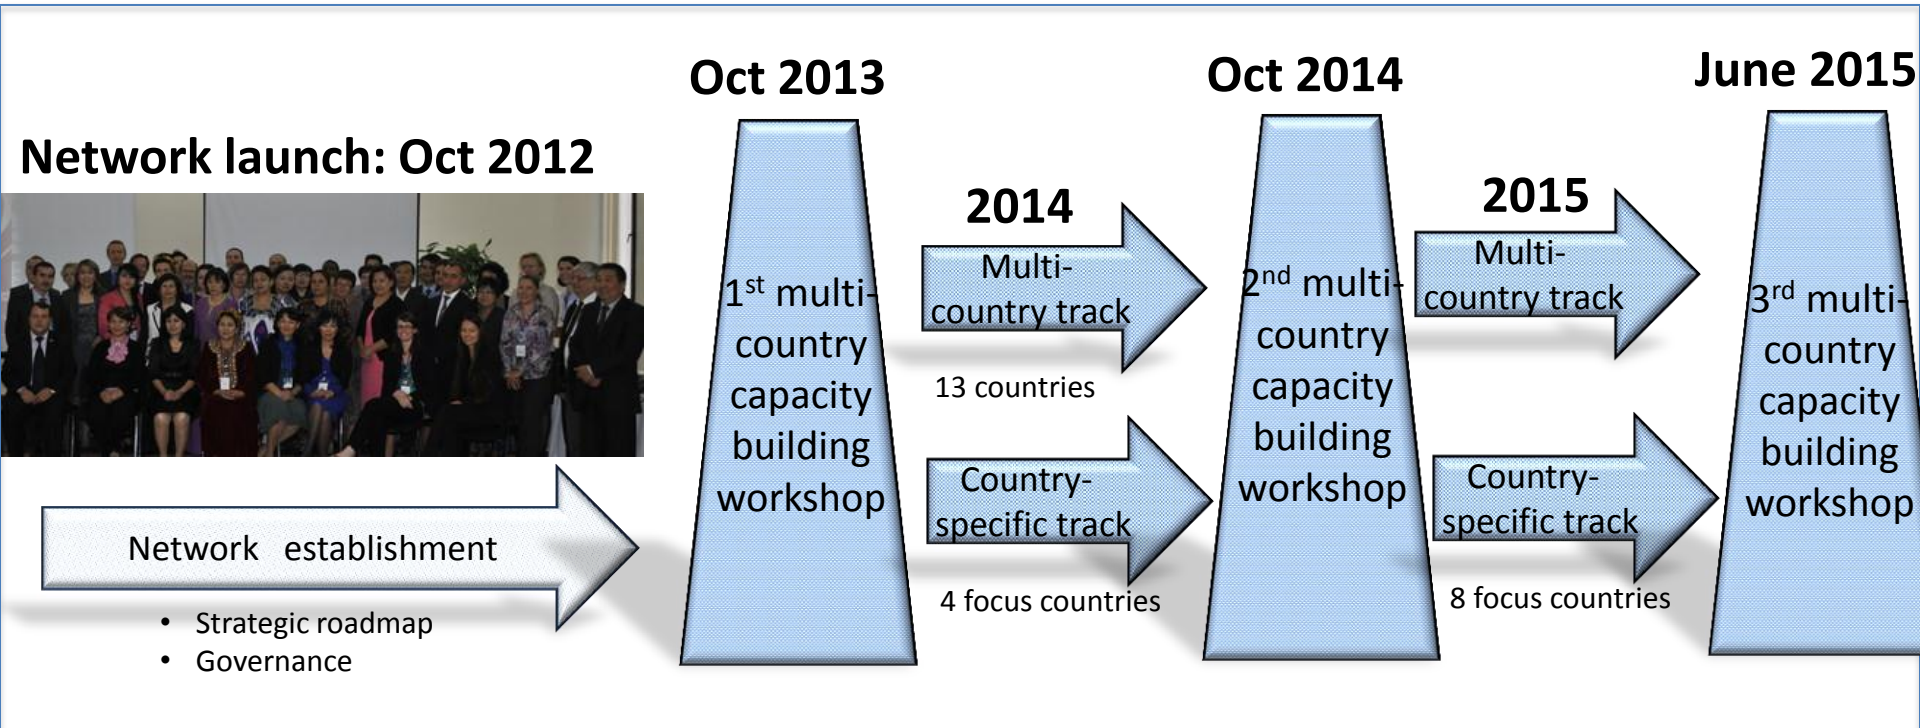 Network launch: Oct 2012
Network establishment
• Strategic roadmap
• Governance
Oct 2013
1st multi-
country
capacity
building
workshop
2014
Multi-
country track
13 countries
Country-
specific track
4 focus countries
Oct 2014
2nd multi-
country
capacity
building
workshop
2015
Multi-
country track
Country-
specific track
8 focus countries
June 2015
3rd multi-
country
capacity
building
workshop